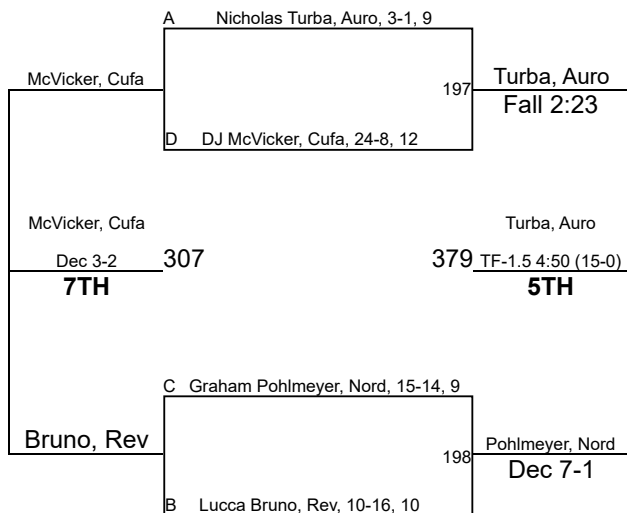 A Nicholas Turba, Auro, 3-1, 9
McVicker, Cufa
197
Turba, Auro
Fall 2:23
D DJ McVicker, Cufa, 24-8, 12
McVicker, Cufa
Turba, Auro
Dec 3-2
307
379
TF-1.5 4:50 (15-0)
7TH
5TH
C Graham Pohlmeyer, Nord, 15-14, 9
Bruno, Rev
198
Pohlmeyer, Nord
Dec 7-1
B Lucca Bruno, Rev, 10-16, 10